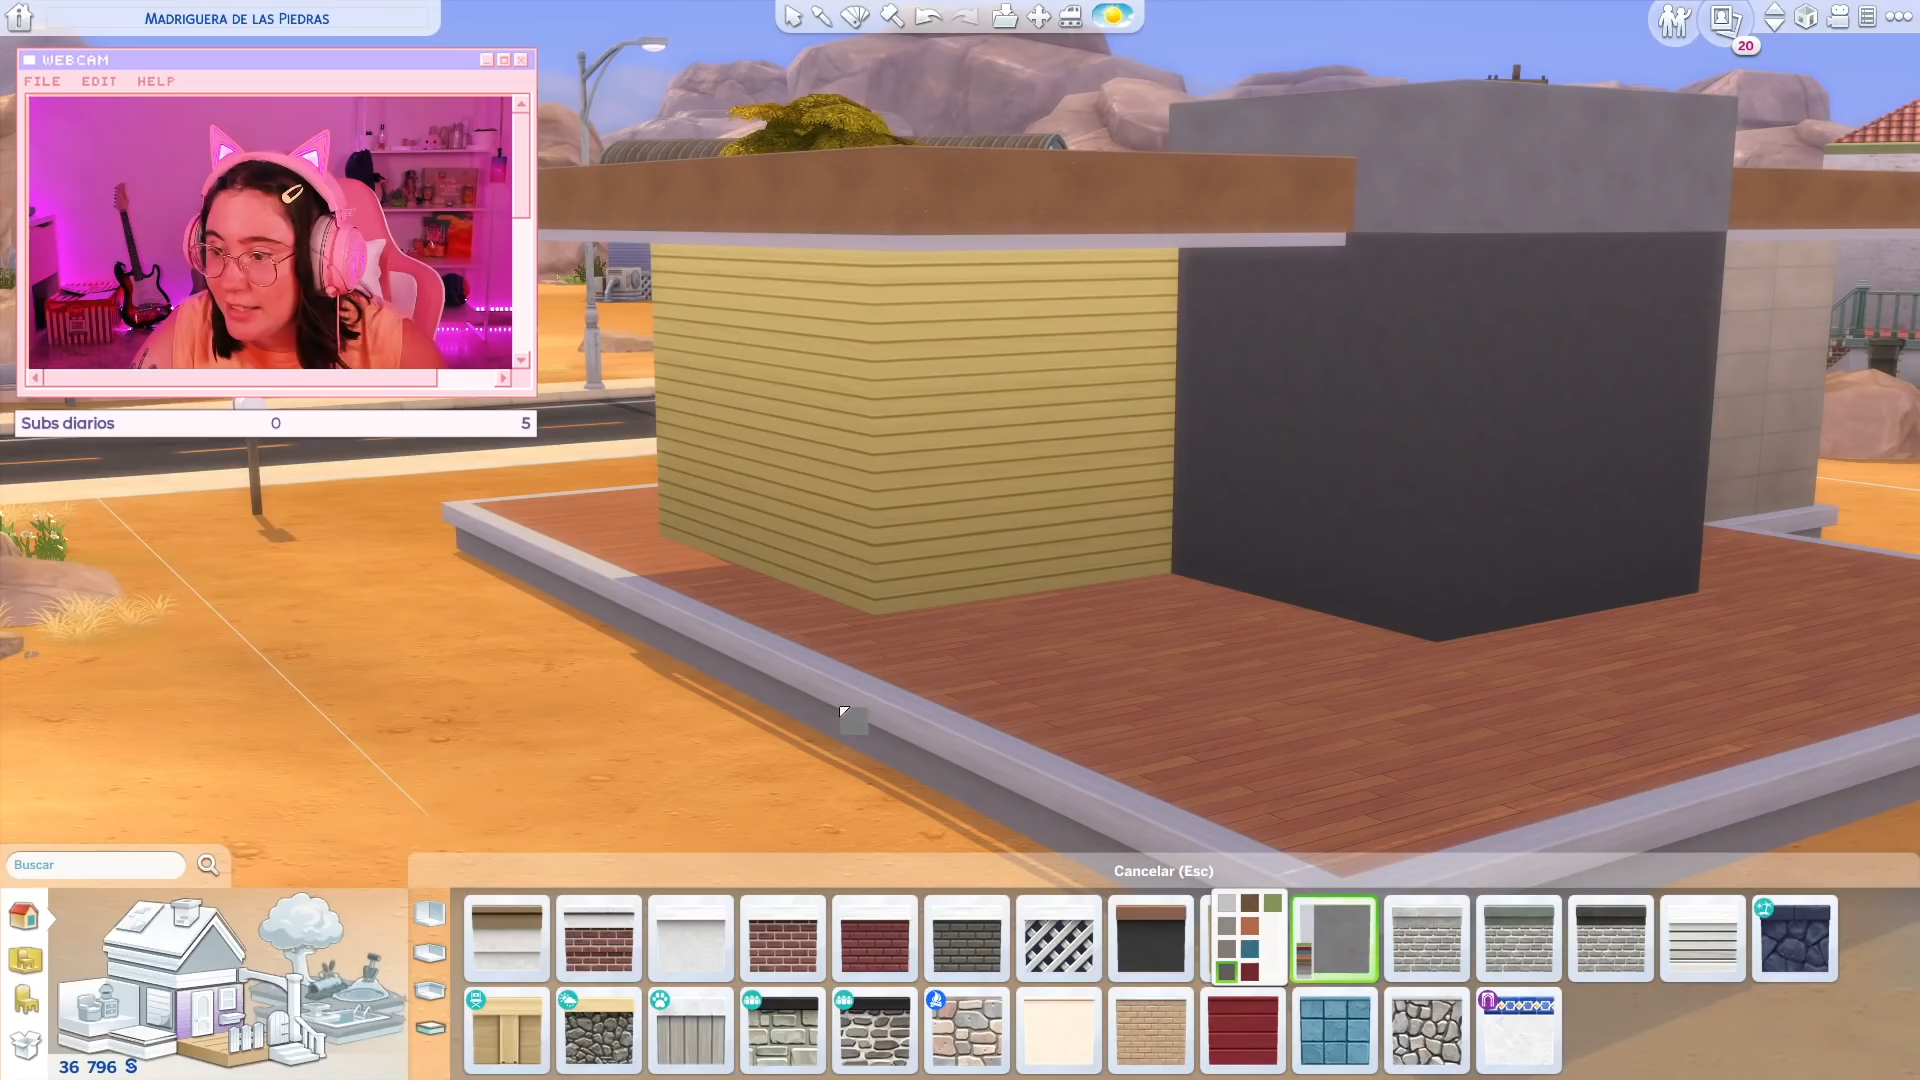 MADRIGUERA DE LAS PIEDRAS
20
WEBCAM
FILE EDIT HELP
Subs diarios 0 5
Buscar
Cancelar (Esc)
36 796 §